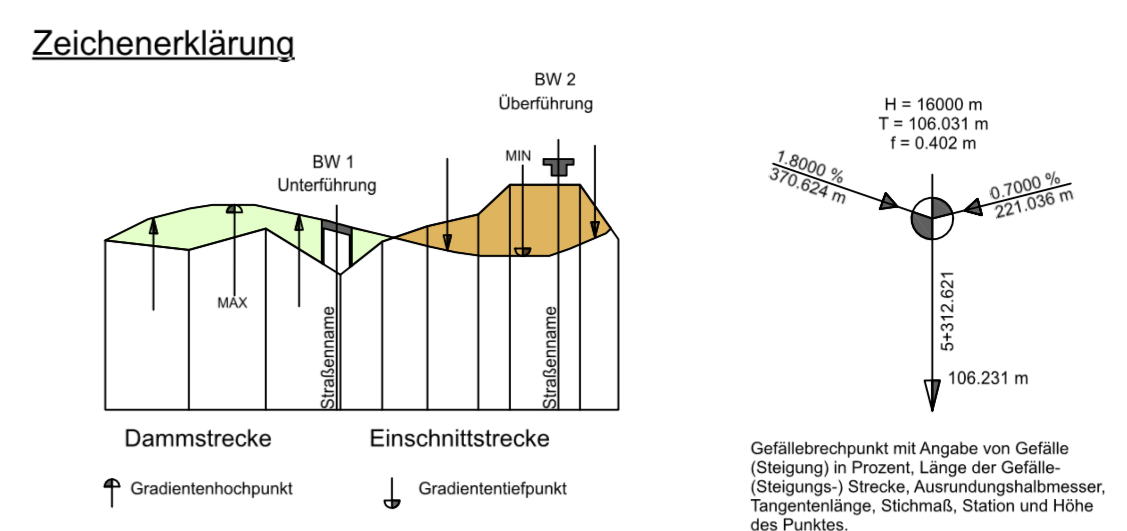 Zeichenerklärung
BW 2
Überführung
BW 1
Unterführung
MIN
MAX
Straßenname
Straßenname
Dammstrecke
Einschnittstrecke
Gradientenhochpunkt
Gradiententiefpunkt
H = 16000 m
T = 106.031 m
f = 0.402 m
1.8000 %
370.624 m
0.7000 %
221.036 m
5+312.621
106.231 m
Gefällebrechpunkt mit Angabe von Gefälle
(Steigung) in Prozent, Länge der Gefälle-
(Steigungs-) Strecke, Ausrundungshalbmesser,
Tangentenlänge, Stichmaß, Station und Höhe
des Punktes.